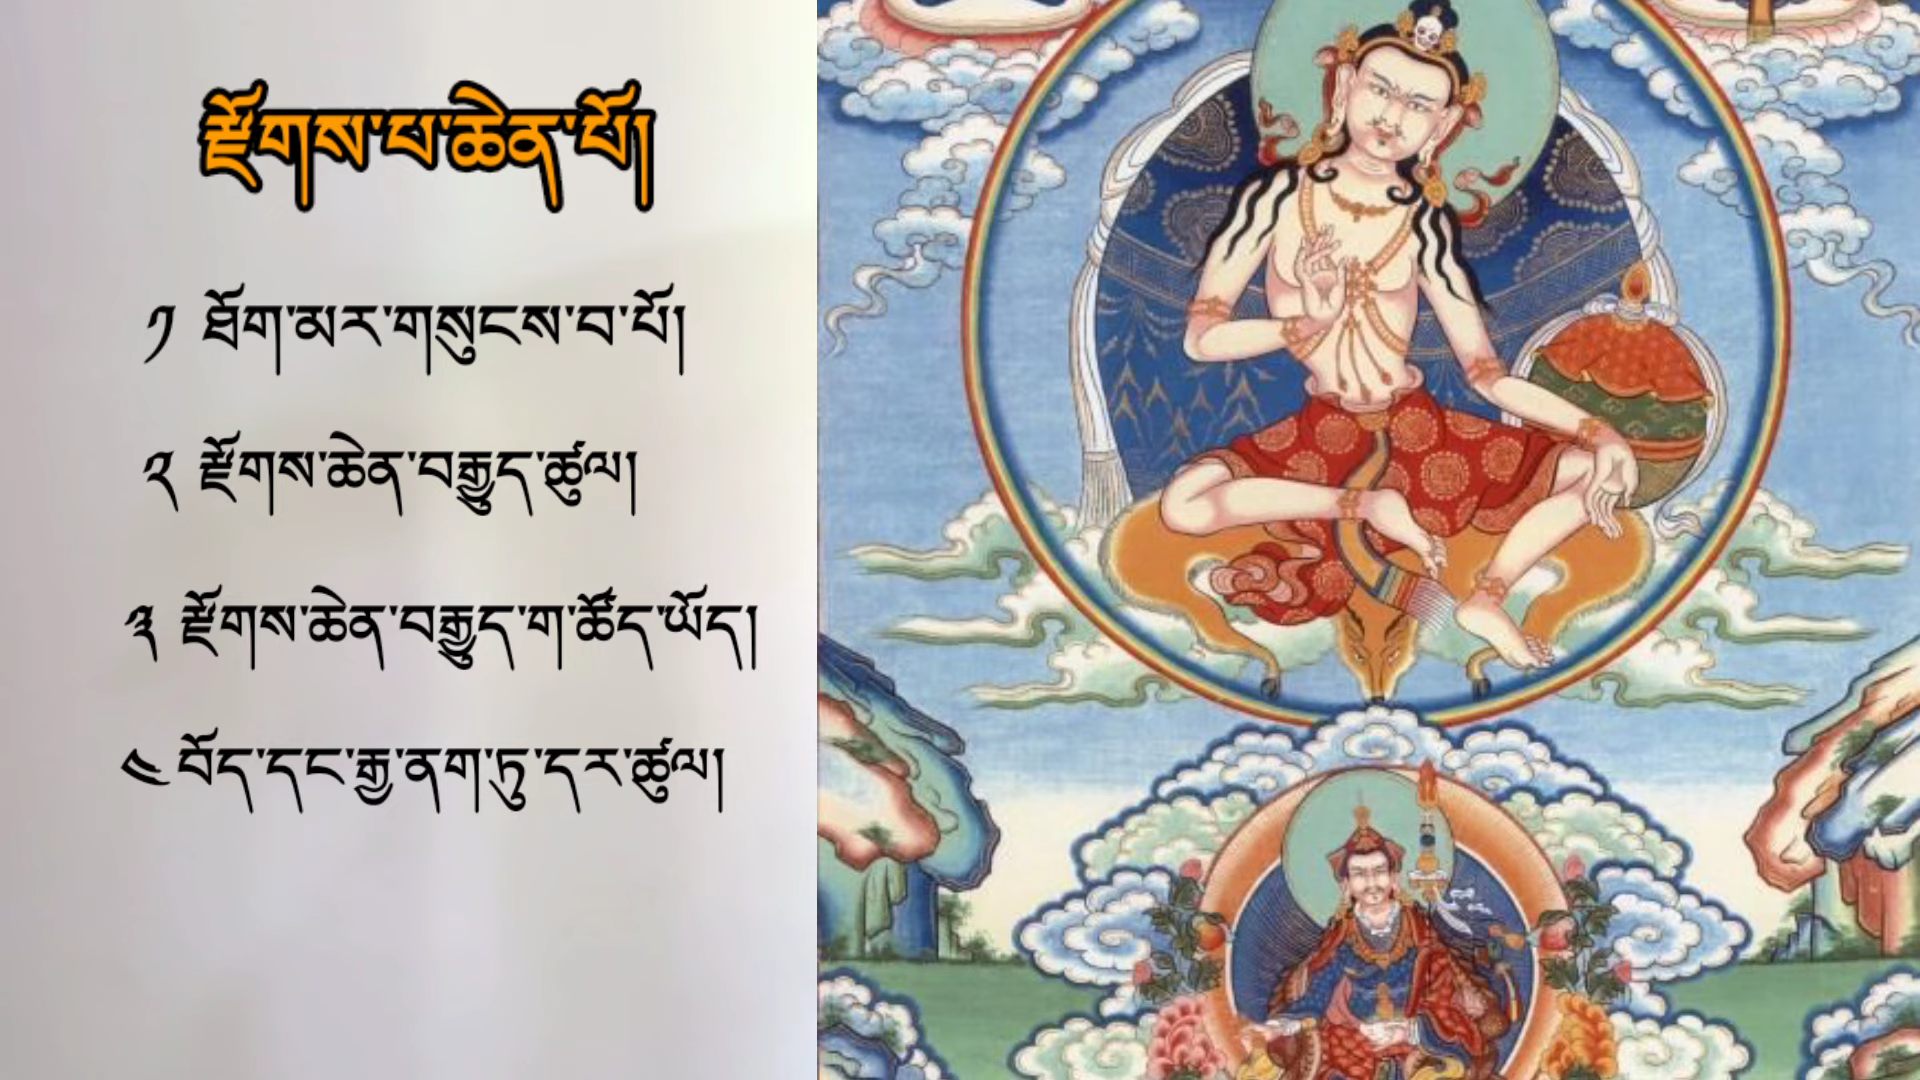 རྫོགས་པ་ཆེན་པོ།
༡ ཐོག་མར་གསུངས་བ་པོ།
༢ རྫོགས་ཆེན་བརྒྱུད་ཚུལ།
༣ རྫོགས་ཆེན་བརྒྱུད་ག་ཚོད་ཡོད།
༤ བོད་དང་རྒྱ་ནག་ཏུ་དར་ཚུལ།